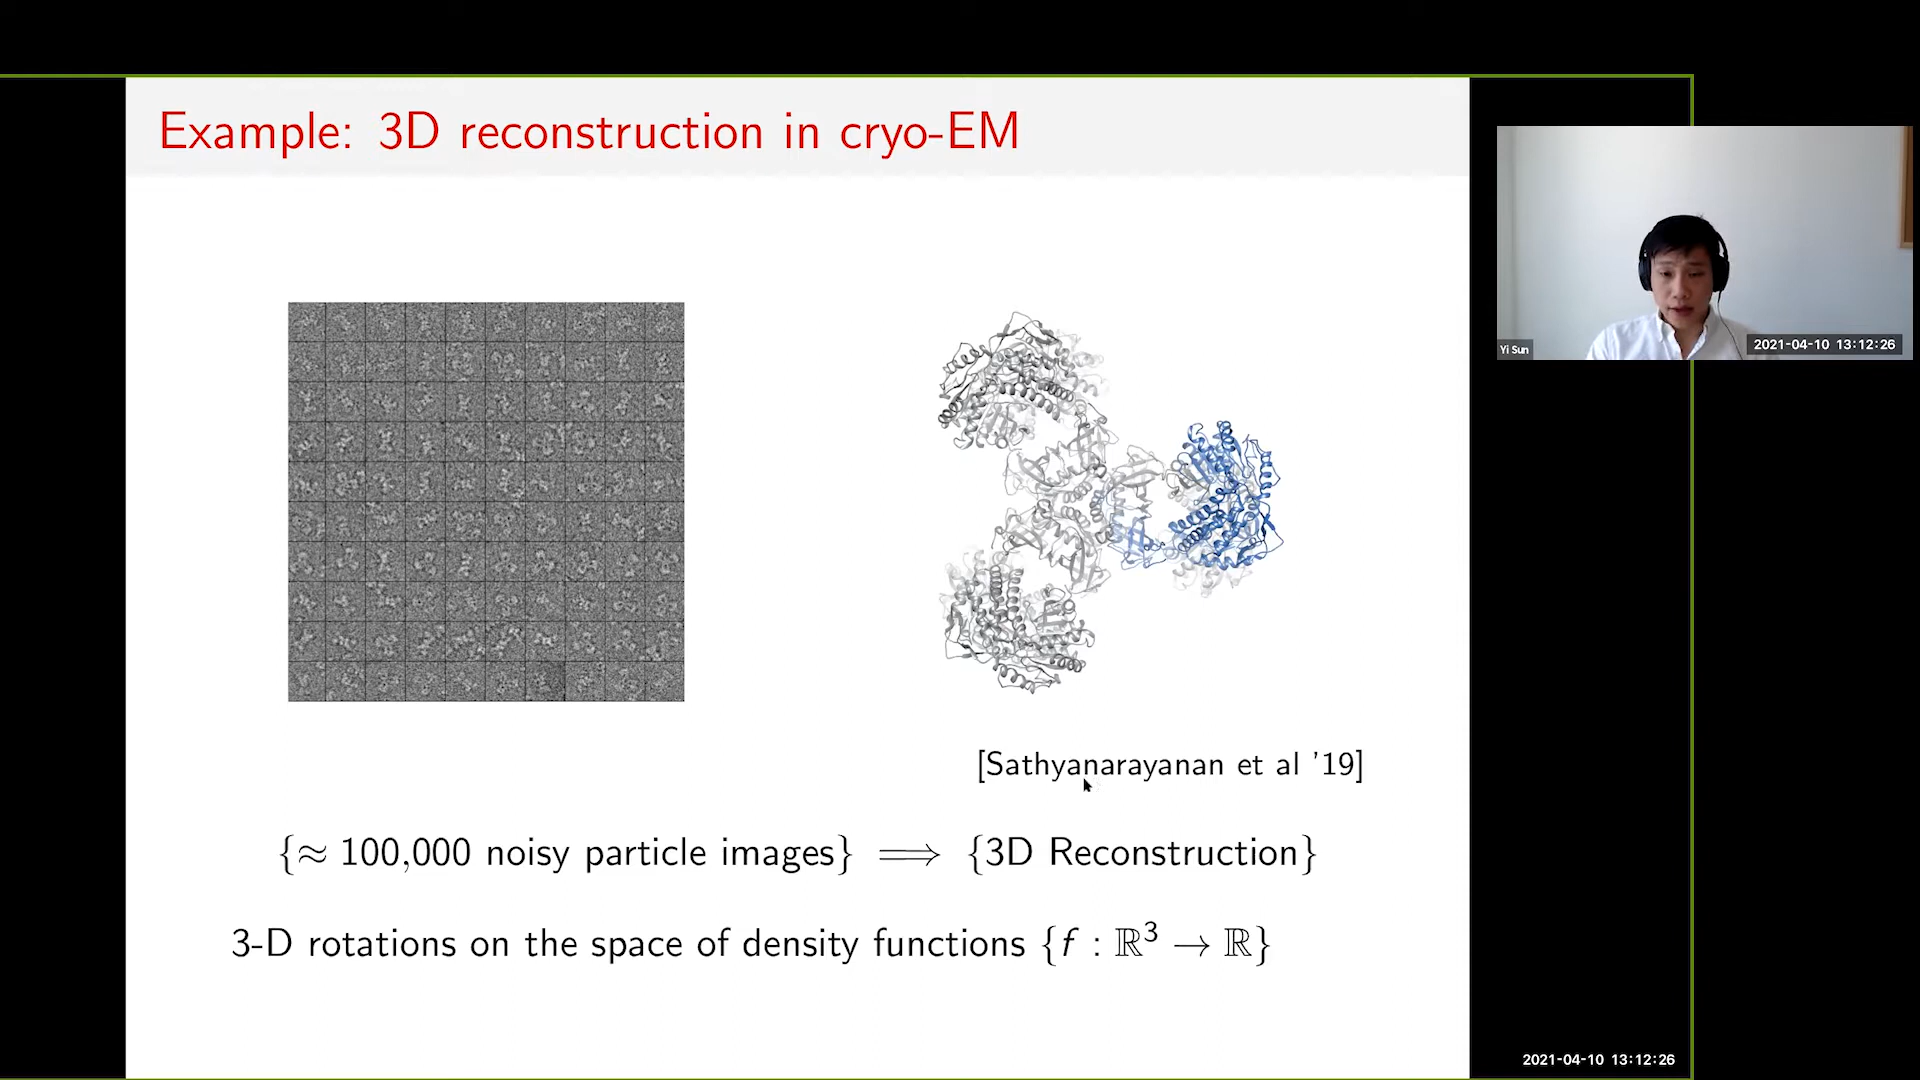 Example: 3D reconstruction in cryo-EM
Yi Sun
2021-04-10 13:12:26
[Sathyanarayanan et al '19]
{≈ 100,000 noisy particle images} ⟹ {3D Reconstruction}
3-D rotations on the space of density functions {f : ℝ³ → ℝ}
2021-04-10 13:12:26